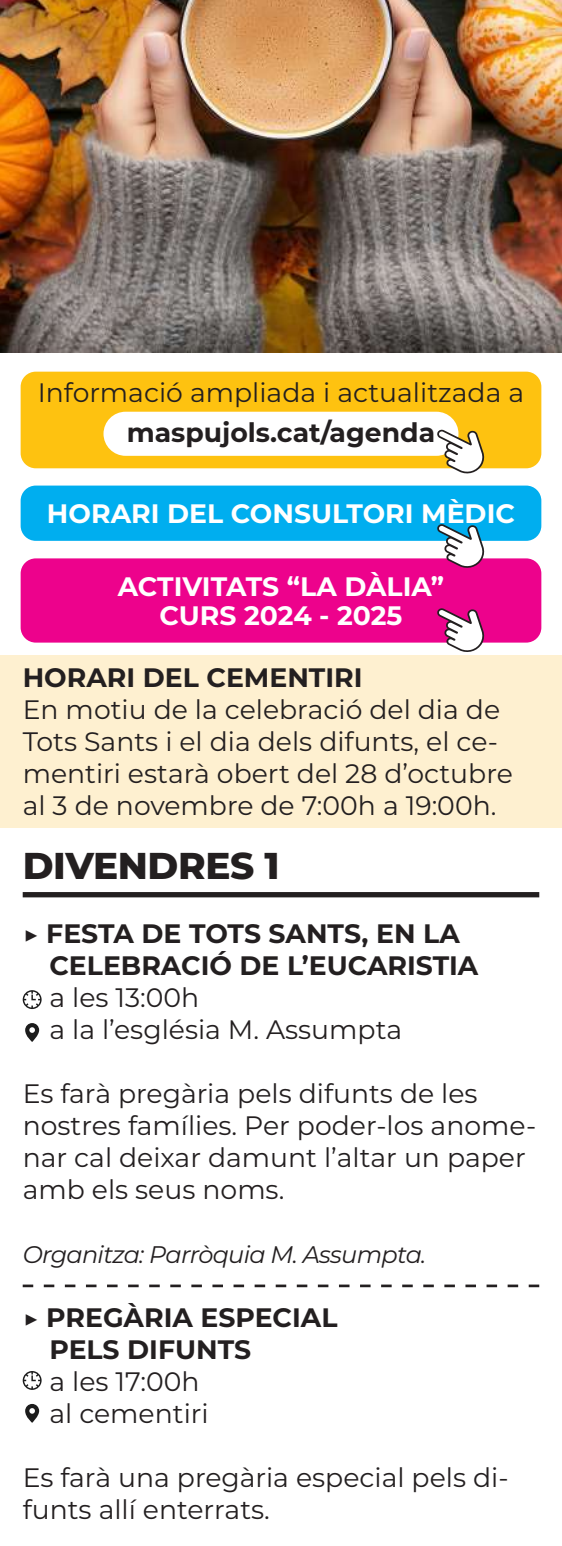 Informació ampliada i actualitzada a
maspujols.cat/agenda
HORARI DEL CONSULTORI MÈDIC
ACTIVITATS “LA DÀLIA”
CURS 2024 - 2025
HORARI DEL CEMENTIRI
En motiu de la celebració del dia de
Tots Sants i el dia dels difunts, el ce-
mentiri estarà obert del 28 d’octubre
al 3 de novembre de 7:00h a 19:00h.
DIVENDRES 1
▸ FESTA DE TOTS SANTS, EN LA
CELEBRACIÓ DE L’EUCARISTIA
a les 13:00h
a la l’església M. Assumpta
Es farà pregària pels difunts de les
nostres famílies. Per poder-los anome-
nar cal deixar damunt l’altar un paper
amb els seus noms.
Organitza: Parròquia M. Assumpta.
▸ PREGÀRIA ESPECIAL
PELS DIFUNTS
a les 17:00h
al cementiri
Es farà una pregària especial pels di-
funts allí enterrats.